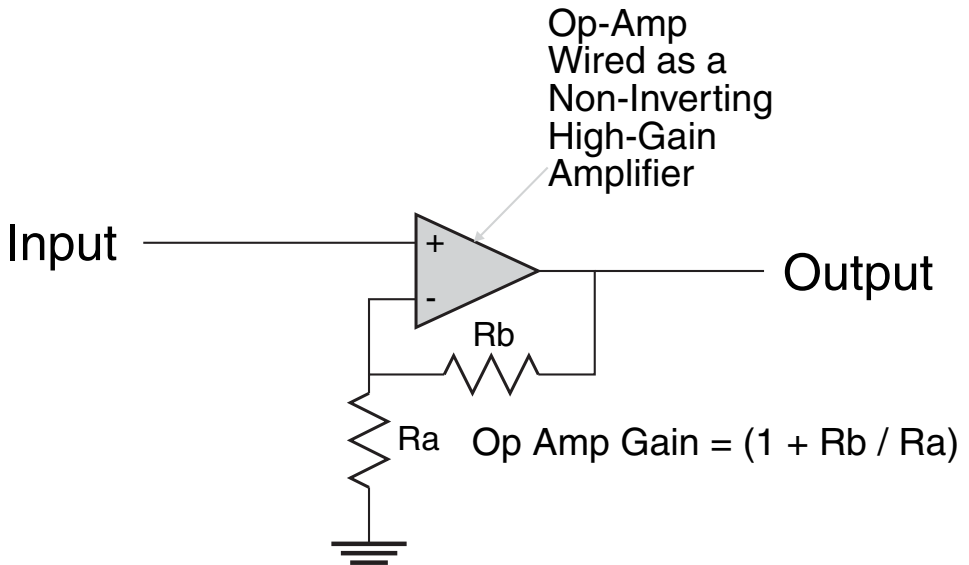 Op-Amp
Wired as a
Non-Inverting
High-Gain
Amplifier
Input
+
-
Output
Rb
Ra
Op Amp Gain = (1 + Rb / Ra)